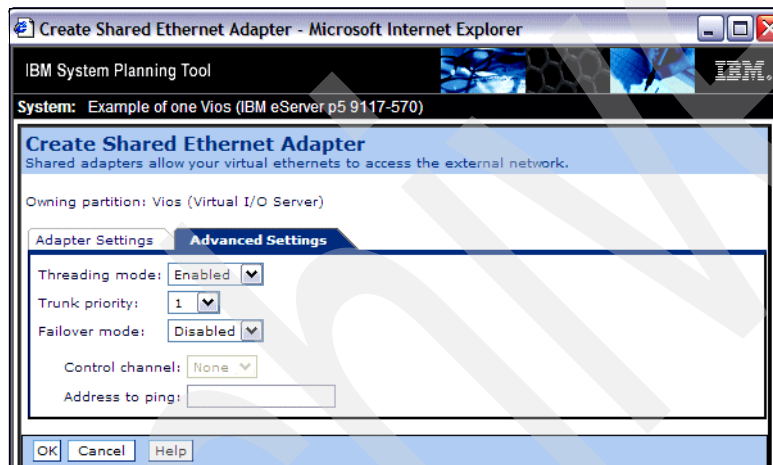 Create Shared Ethernet Adapter - Microsoft Internet Explorer
IBM System Planning Tool
IBM.
System: Example of one Vios (IBM eServer p5 9117-570)
Create Shared Ethernet Adapter
Shared adapters allow your virtual ethernets to access the external network.
Owning partition: Vios (Virtual I/O Server)
Adapter Settings Advanced Settings
Threading mode: Enabled
Trunk priority: 1
Failover mode: Disabled
Control channel: None
Address to ping:
OK Cancel Help